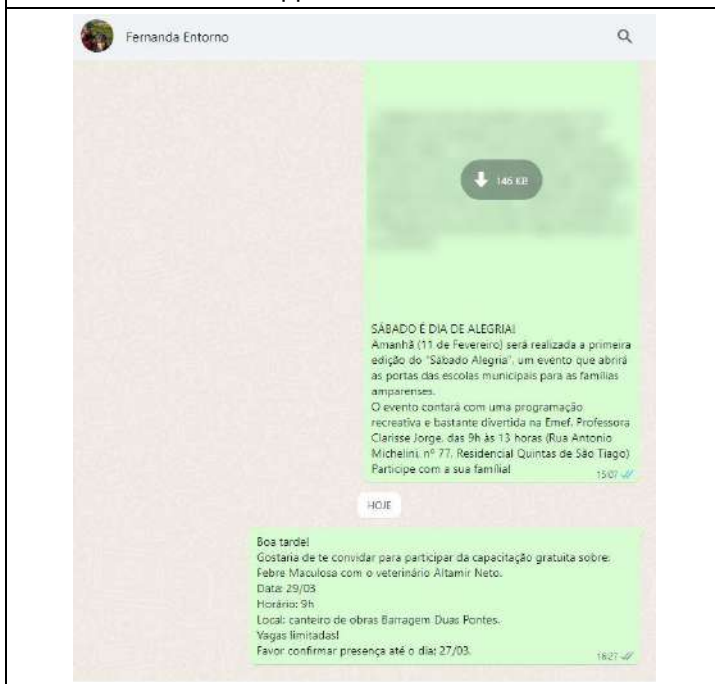 Fernanda Entorno
146 KB
SÁBADO É DIA DE ALEGRIA!
Amanhã (11 de Fevereiro) será realizada a primeira
edição do "Sábado Alegria", um evento que abrirá
as portas das escolas municipais para as famílias
amparenses.
O evento contará com uma programação
recreativa e bastante divertida na Emef. Professora
Clarisse Jorge, das 9h às 13 horas (Rua Antonio
Michelini, nº 77, Residencial Quintas de São Tiago)
Participe com a sua família!
15:07
HOJE
Boa tarde!
Gostaria de te convidar para participar da capacitação gratuita sobre:
Febre Maculosa com o veterinário Altamir Neto.
Data: 29/03
Horário: 9h
Local: canteiro de obras Barragem Duas Pontes.
Vagas limitadas!
Favor confirmar presença até o dia: 27/03.
16:27